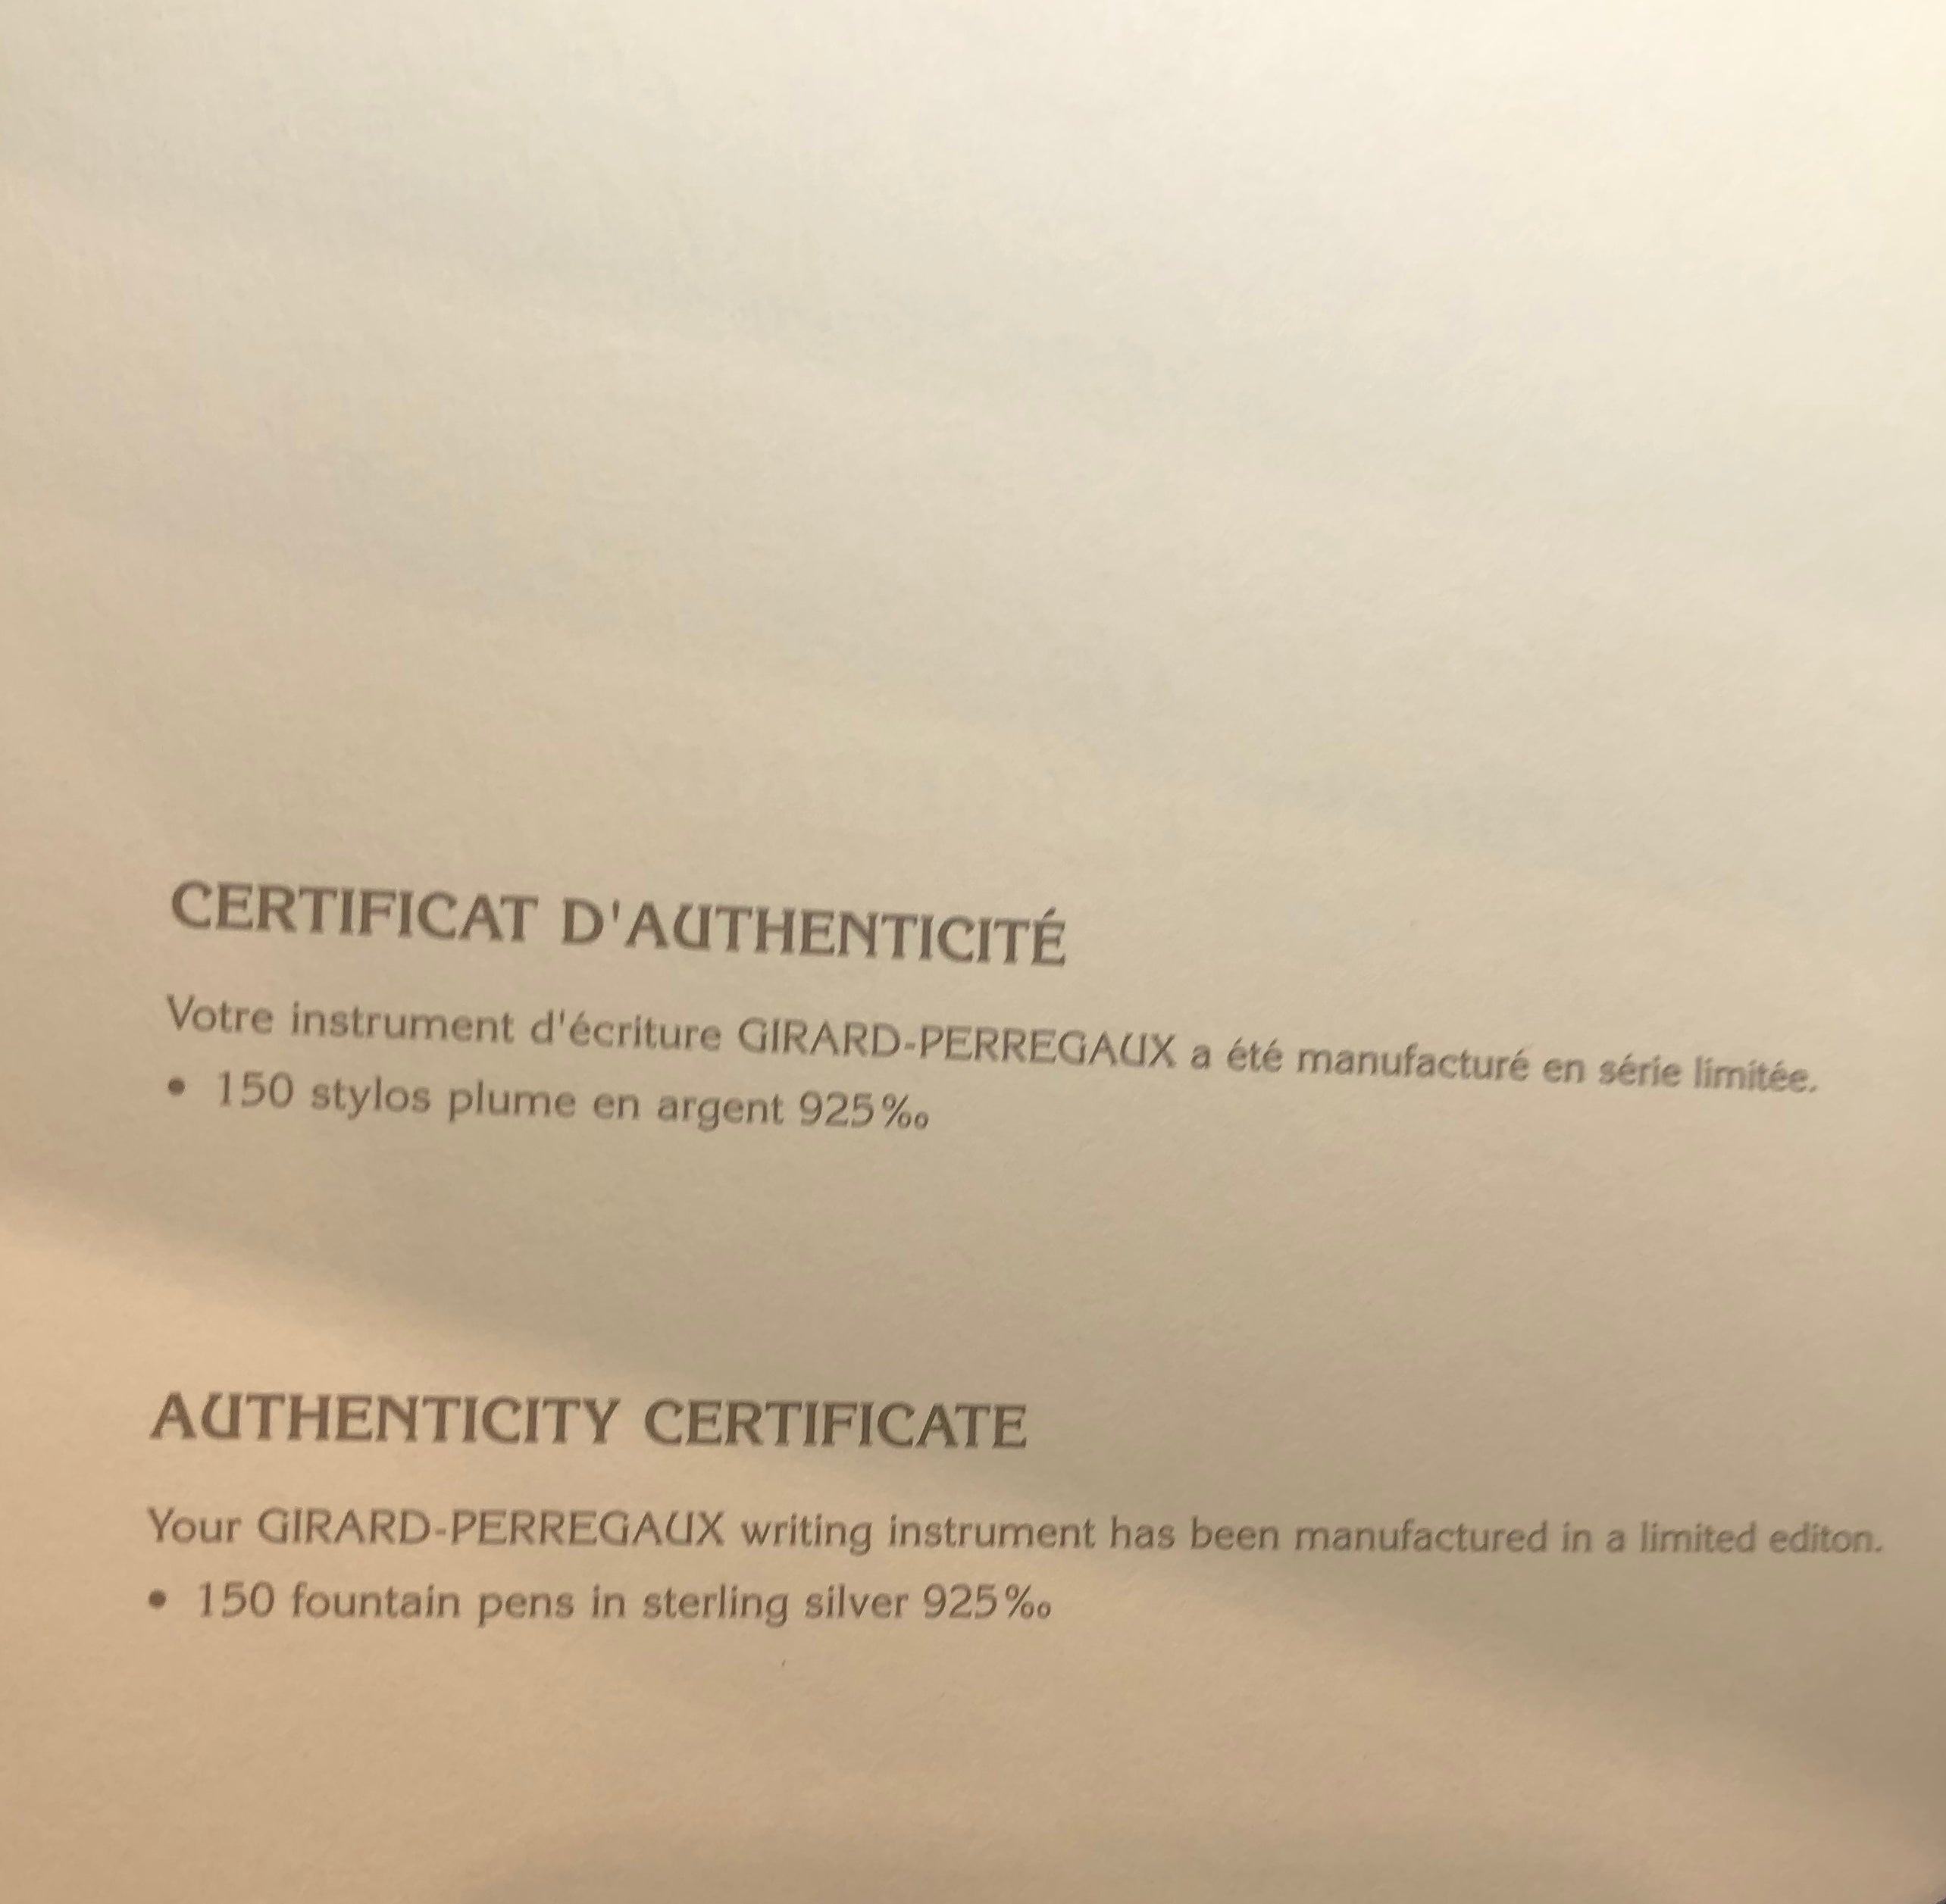 CERTIFICAT D'AUTHENTICITÉ
Votre instrument d'écriture GIRARD-PERREGAUX a été manufacturé en série limitée.
• 150 stylos plume en argent 925‰
AUTHENTICITY CERTIFICATE
Your GIRARD-PERREGAUX writing instrument has been manufactured in a limited editon.
• 150 fountain pens in sterling silver 925‰